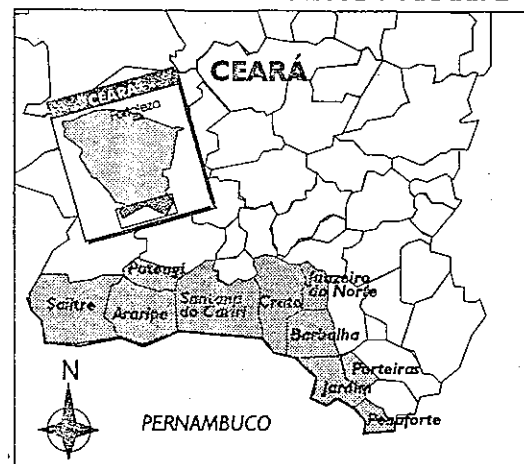 CEARÁ
CEARÁ
Fortaleza
Potengi
Salitre
Araripe
Santana
do Cariri
Crato
Juazeiro
do Norte
Barbalha
Porteiras
Jardim
Penaforte
N
PERNAMBUCO